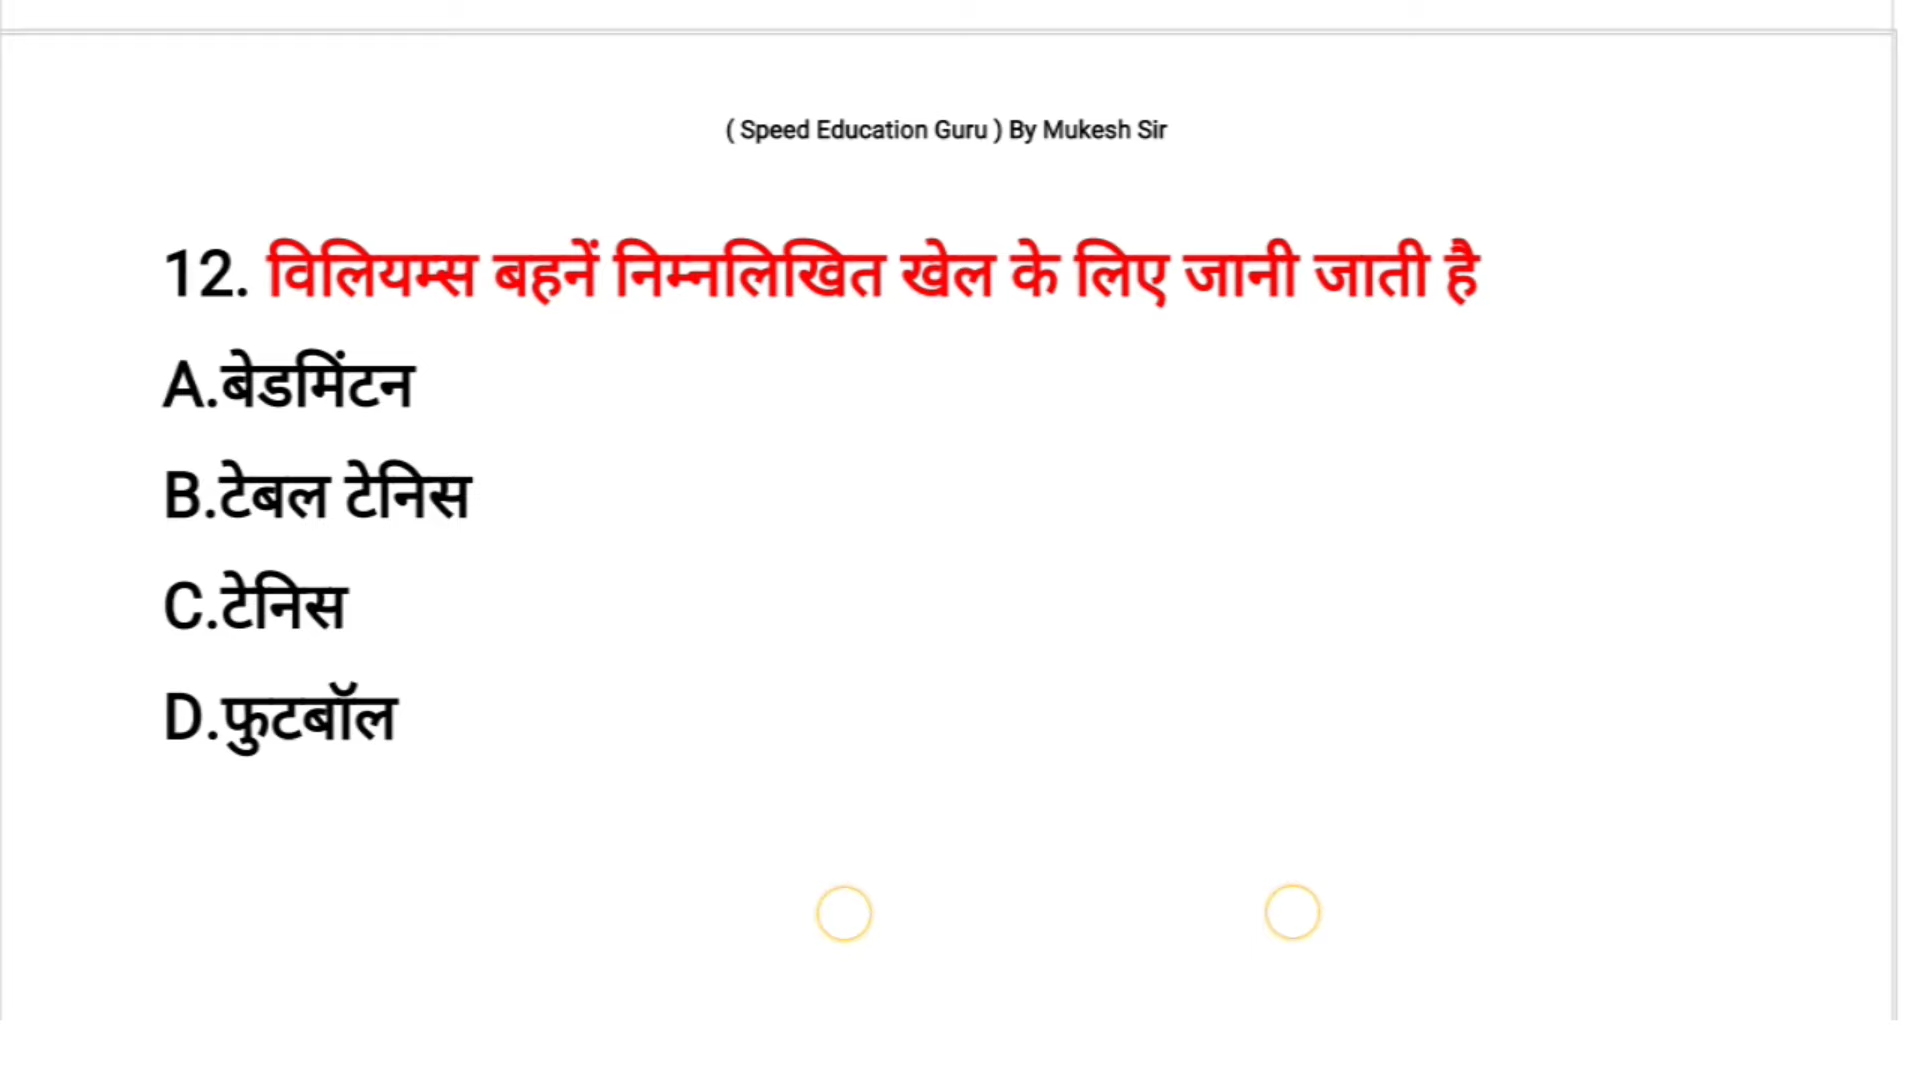 ( Speed Education Guru ) By Mukesh Sir
12. विलियम्स बहनें निम्नलिखित खेल के लिए जानी जाती है
A.बेडमिंटन
B.टेबल टेनिस
C.टेनिस
D.फुटबॉल